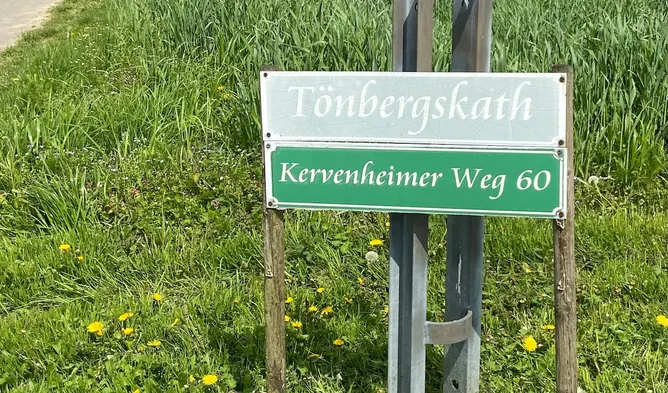 Tönbergskath
Kervenheimer Weg 60